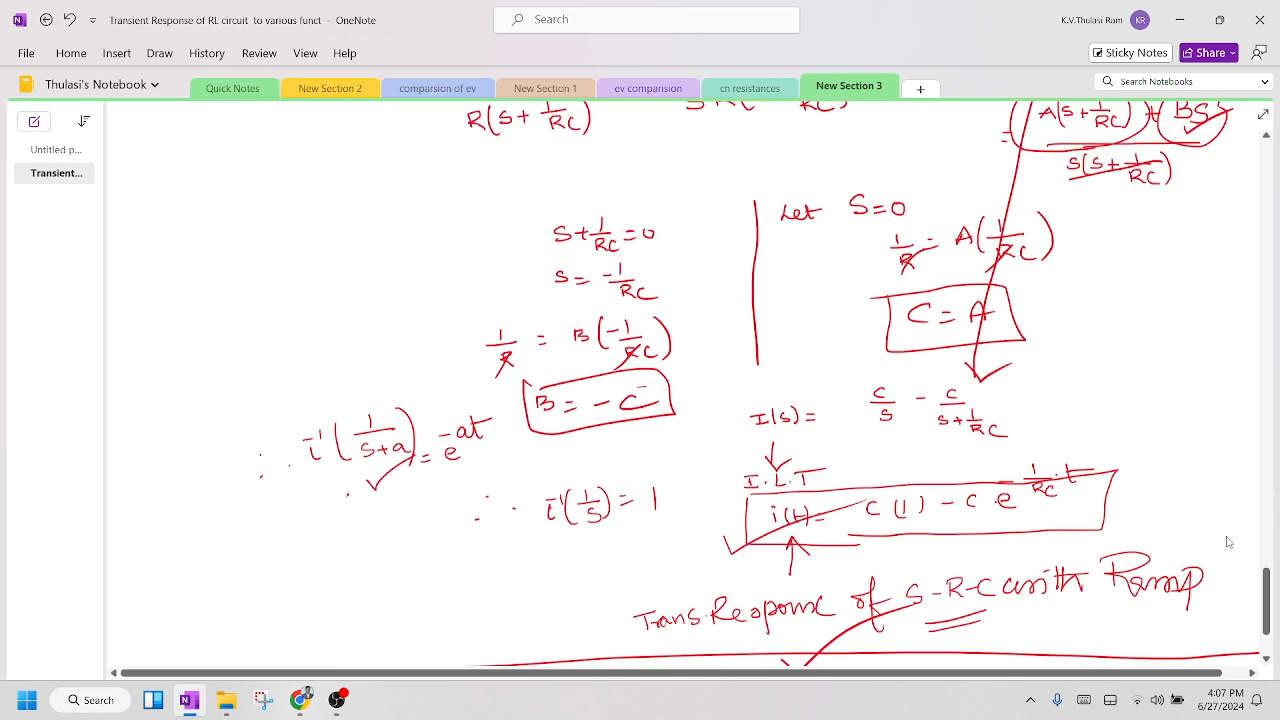 Transient Response of RL circuit to various funct - OneNote
Search
K.V.Thulasi Ram
KR
File Home Insert Draw History Review View Help
Sticky Notes
Share
Thulasi's Notebook
Quick Notes
New Section 2
comparsion of ev
New Section 1
ev comparision
cn resistances
New Section 3
+
Search Notebooks
Untitled p...
Transient...
R(S + 1/RC)
A(S + 1/RC) + BS
S(S + 1/RC)
S + 1/RC = 0
S = -1/RC
1/R = B(-1/RC)
B = -C
Let S = 0
1/R = A(1/RC)
C = A
I(S) = C/S - C/(S + 1/RC)
I.L.T
i(t) = C(1) - C e^(-1/RC . t)
∴ L⁻¹(1/(S+a)) = e^-at
∴ L⁻¹(1/S) = 1
Trans.Response of S-R-C with Ramp
Search
4:07 PM
6/27/2024